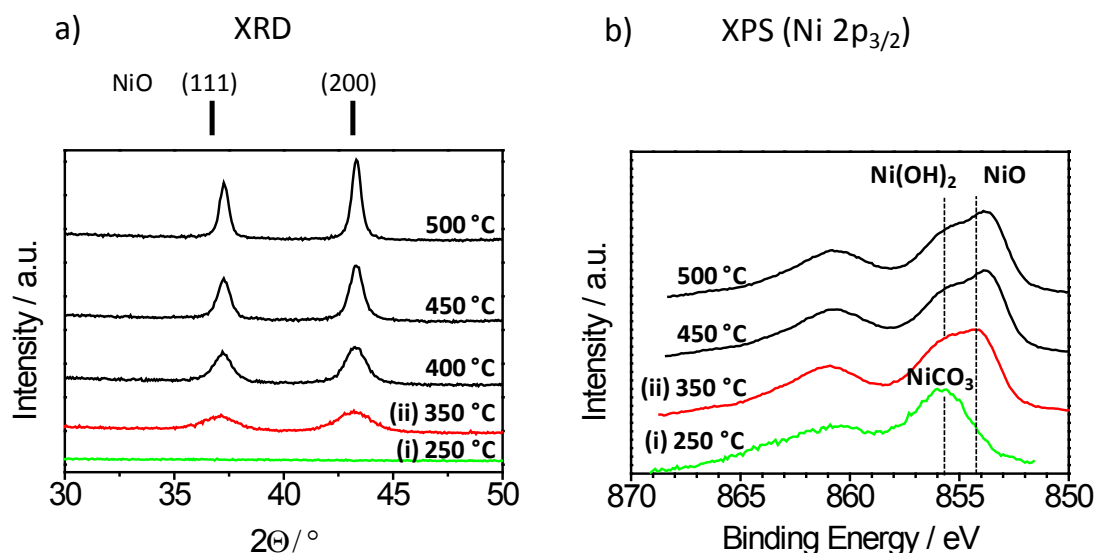 a) XRD
NiO (111) (200)
500 °C
450 °C
400 °C
(ii) 350 °C
(i) 250 °C
Intensity / a.u.
30 35 40 45 50
2Θ / °
b) XPS (Ni 2p3/2)
Ni(OH)2 NiO
500 °C
450 °C
(ii) 350 °C
NiCO3
(i) 250 °C
Intensity / a.u.
870 865 860 855 850
Binding Energy / eV